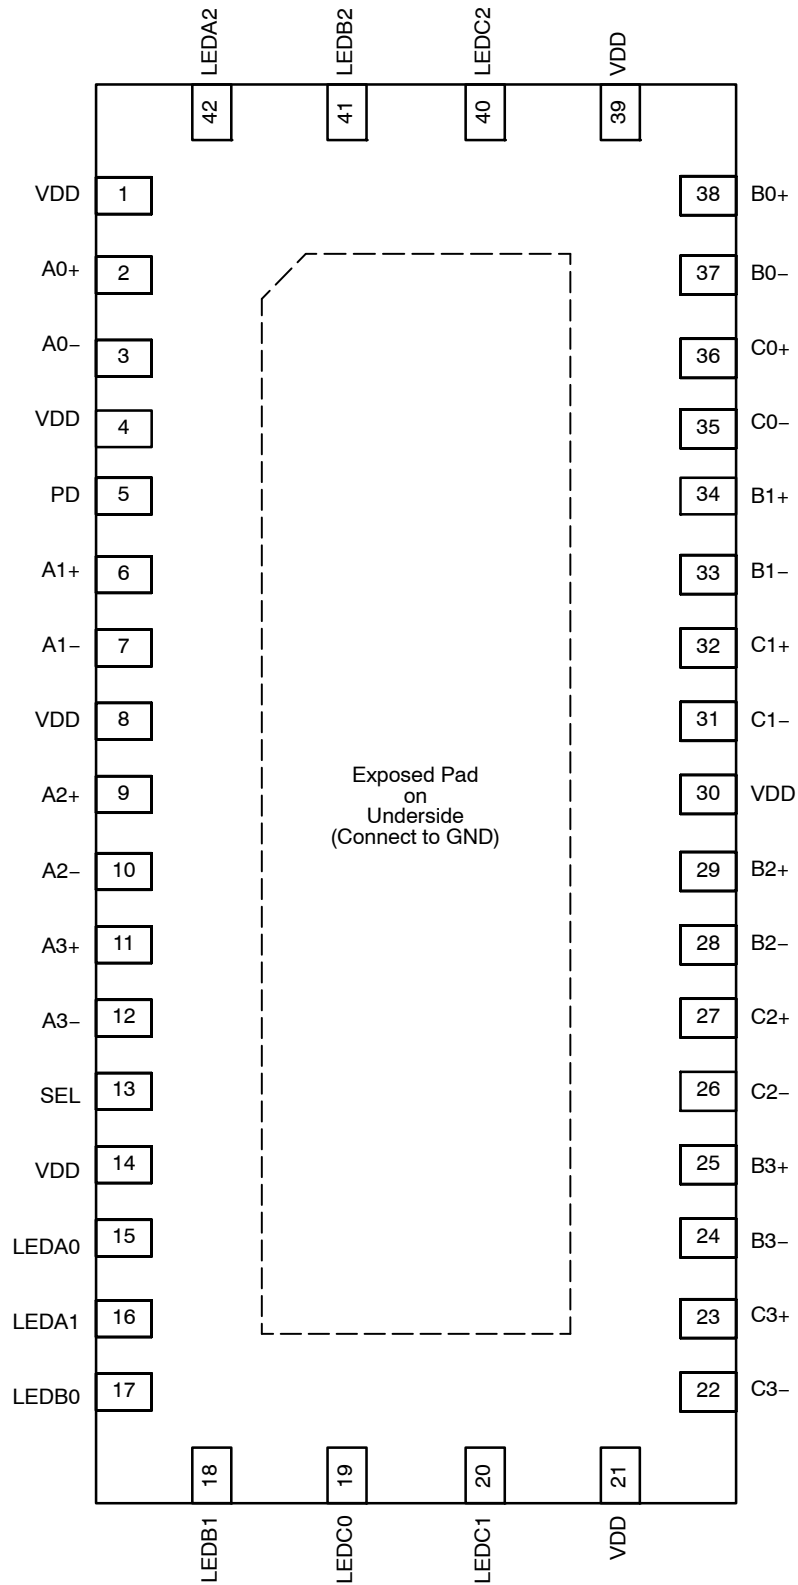 LEDA2 LEDB2 LEDC2 VDD
42 41 40 39
VDD 1 38 B0+
A0+ 2 37 B0−
A0− 3 36 C0+
VDD 4 35 C0−
PD 5 34 B1+
A1+ 6 33 B1−
A1− 7 32 C1+
VDD 8 31 C1−
Exposed Pad
on
Underside
(Connect to GND)
A2+ 9 30 VDD
A2− 10 29 B2+
A3+ 11 28 B2−
A3− 12 27 C2+
SEL 13 26 C2−
VDD 14 25 B3+
LEDA0 15 24 B3−
LEDA1 16 23 C3+
LEDB0 17 22 C3−
18 19 20 21
LEDB1 LEDC0 LEDC1 VDD